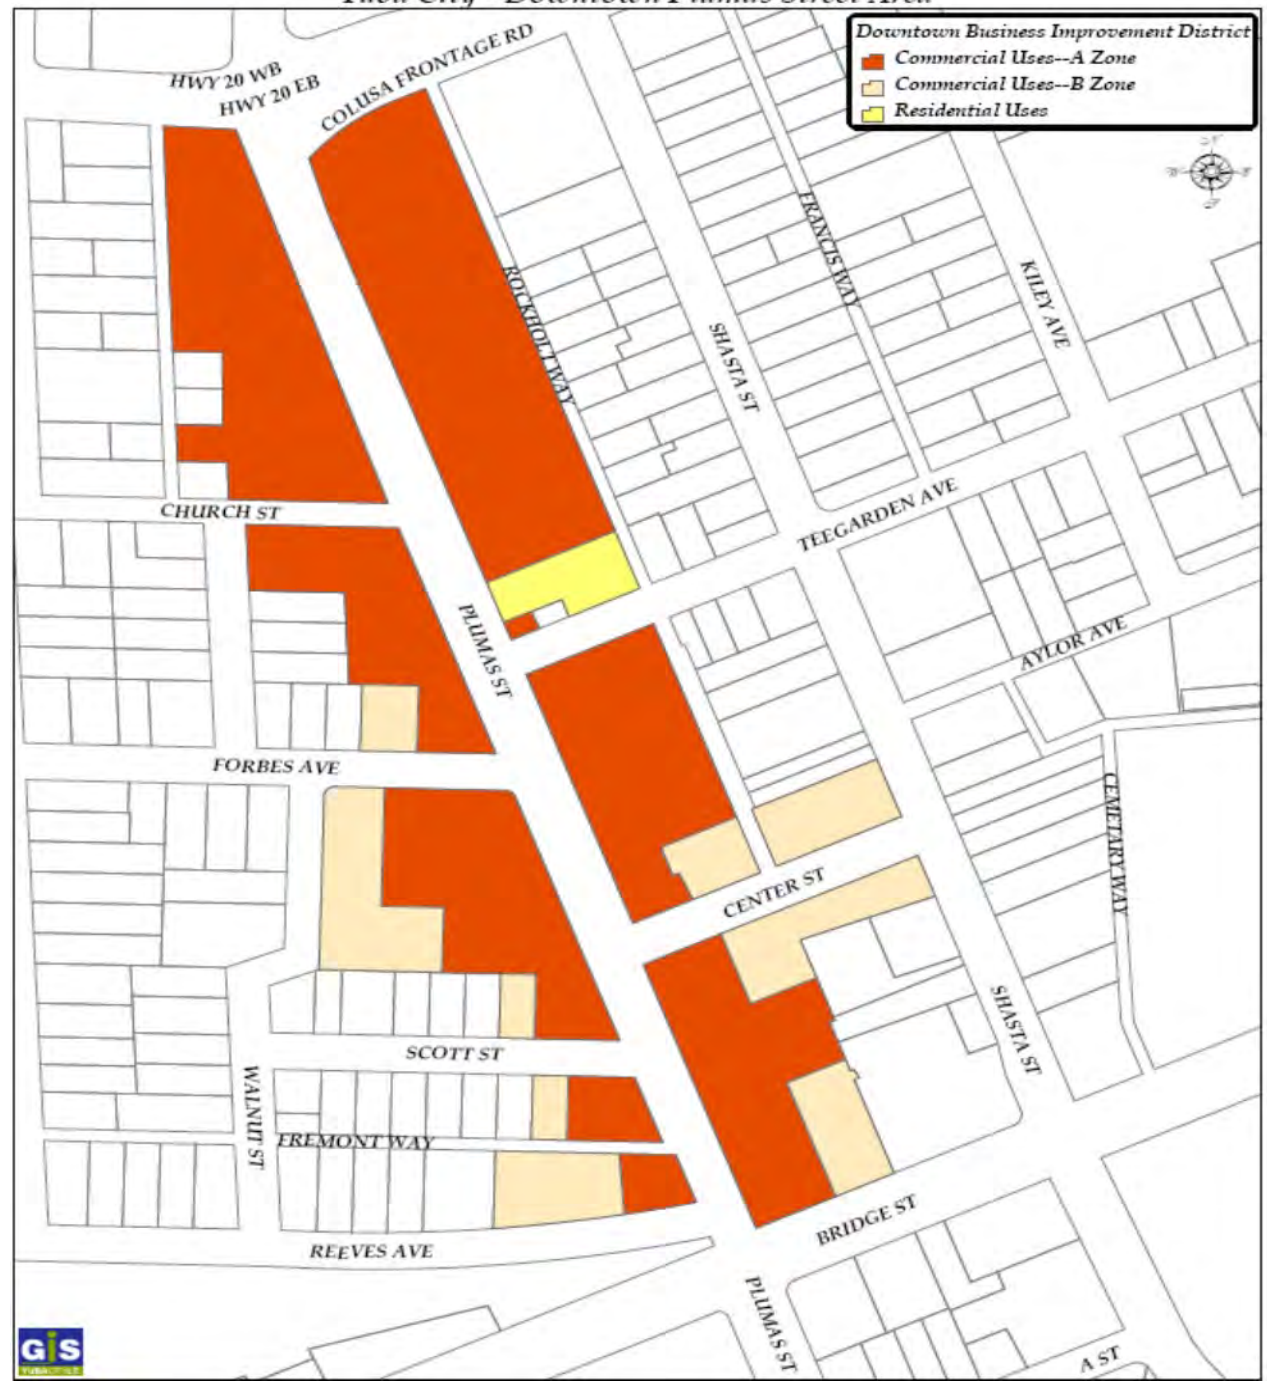 Downtown Business Improvement District
Commercial Uses--A Zone
Commercial Uses--B Zone
Residential Uses
HWY 20 WB
HWY 20 EB
COLUSA FRONTAGE RD
ROCKHOLT WAY
FRANCIS WAY
KILEY AVE
SHASTA ST
CHURCH ST
TEEGARDEN AVE
PLUMAS ST
AYLOR AVE
FORBES AVE
CEMETARY WAY
CENTER ST
SHASTA ST
SCOTT ST
WALNUT ST
FREMONT WAY
BRIDGE ST
REEVES AVE
PLUMAS ST
A ST
GIS